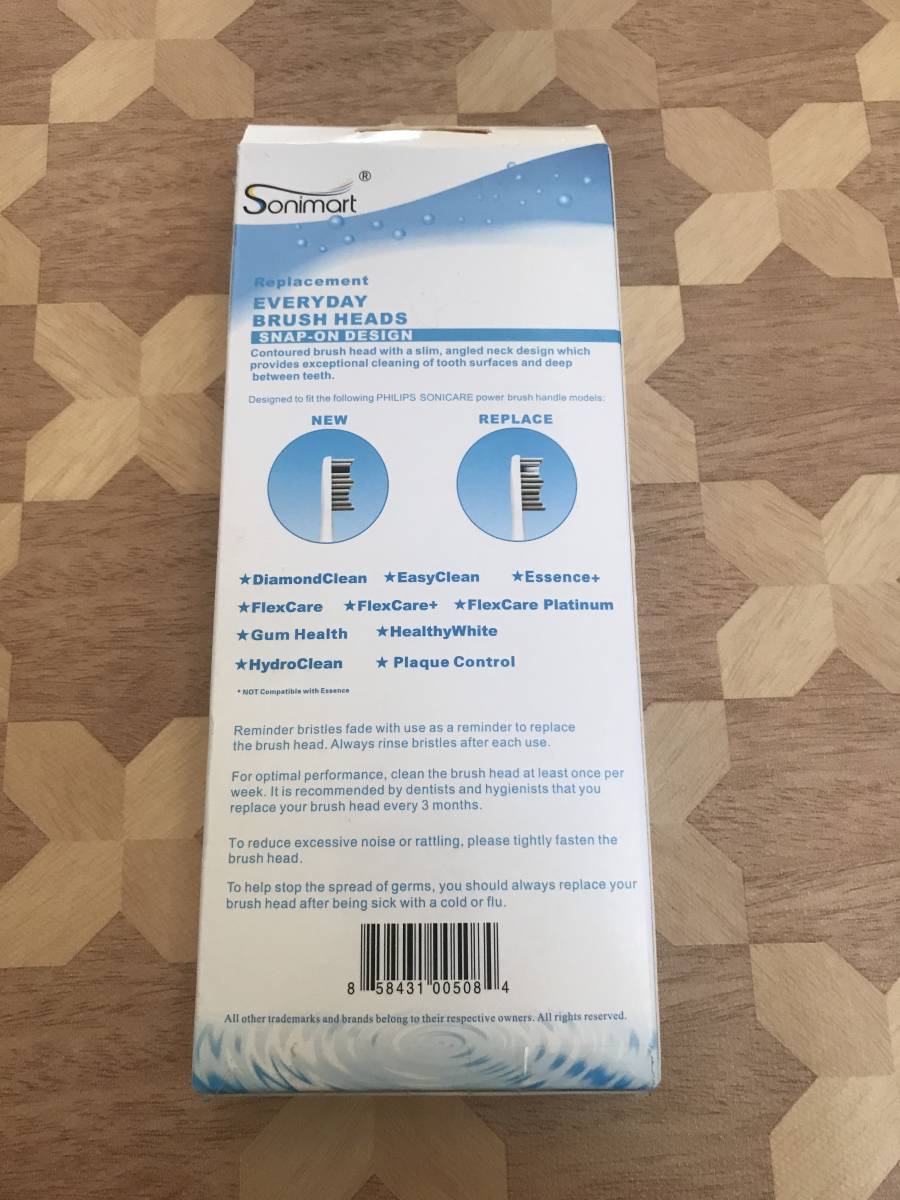 Sonimart ®
Replacement
EVERYDAY
BRUSH HEADS
SNAP-ON DESIGN
Contoured brush head with a slim, angled neck design which
provides exceptional cleaning of tooth surfaces and deep
between teeth.
Designed to fit the following PHILIPS SONICARE power brush handle models:
NEW REPLACE
★DiamondClean ★EasyClean ★Essence+
★FlexCare ★FlexCare+ ★FlexCare Platinum
★Gum Health ★HealthyWhite
★HydroClean ★ Plaque Control
* NOT Compatible with Essence
Reminder bristles fade with use as a reminder to replace
the brush head. Always rinse bristles after each use.
For optimal performance, clean the brush head at least once per
week. It is recommended by dentists and hygienists that you
replace your brush head every 3 months.
To reduce excessive noise or rattling, please tightly fasten the
brush head.
To help stop the spread of germs, you should always replace your
brush head after being sick with a cold or flu.
8 58431 00508 4
All other trademarks and brands belong to their respective owners. All rights reserved.